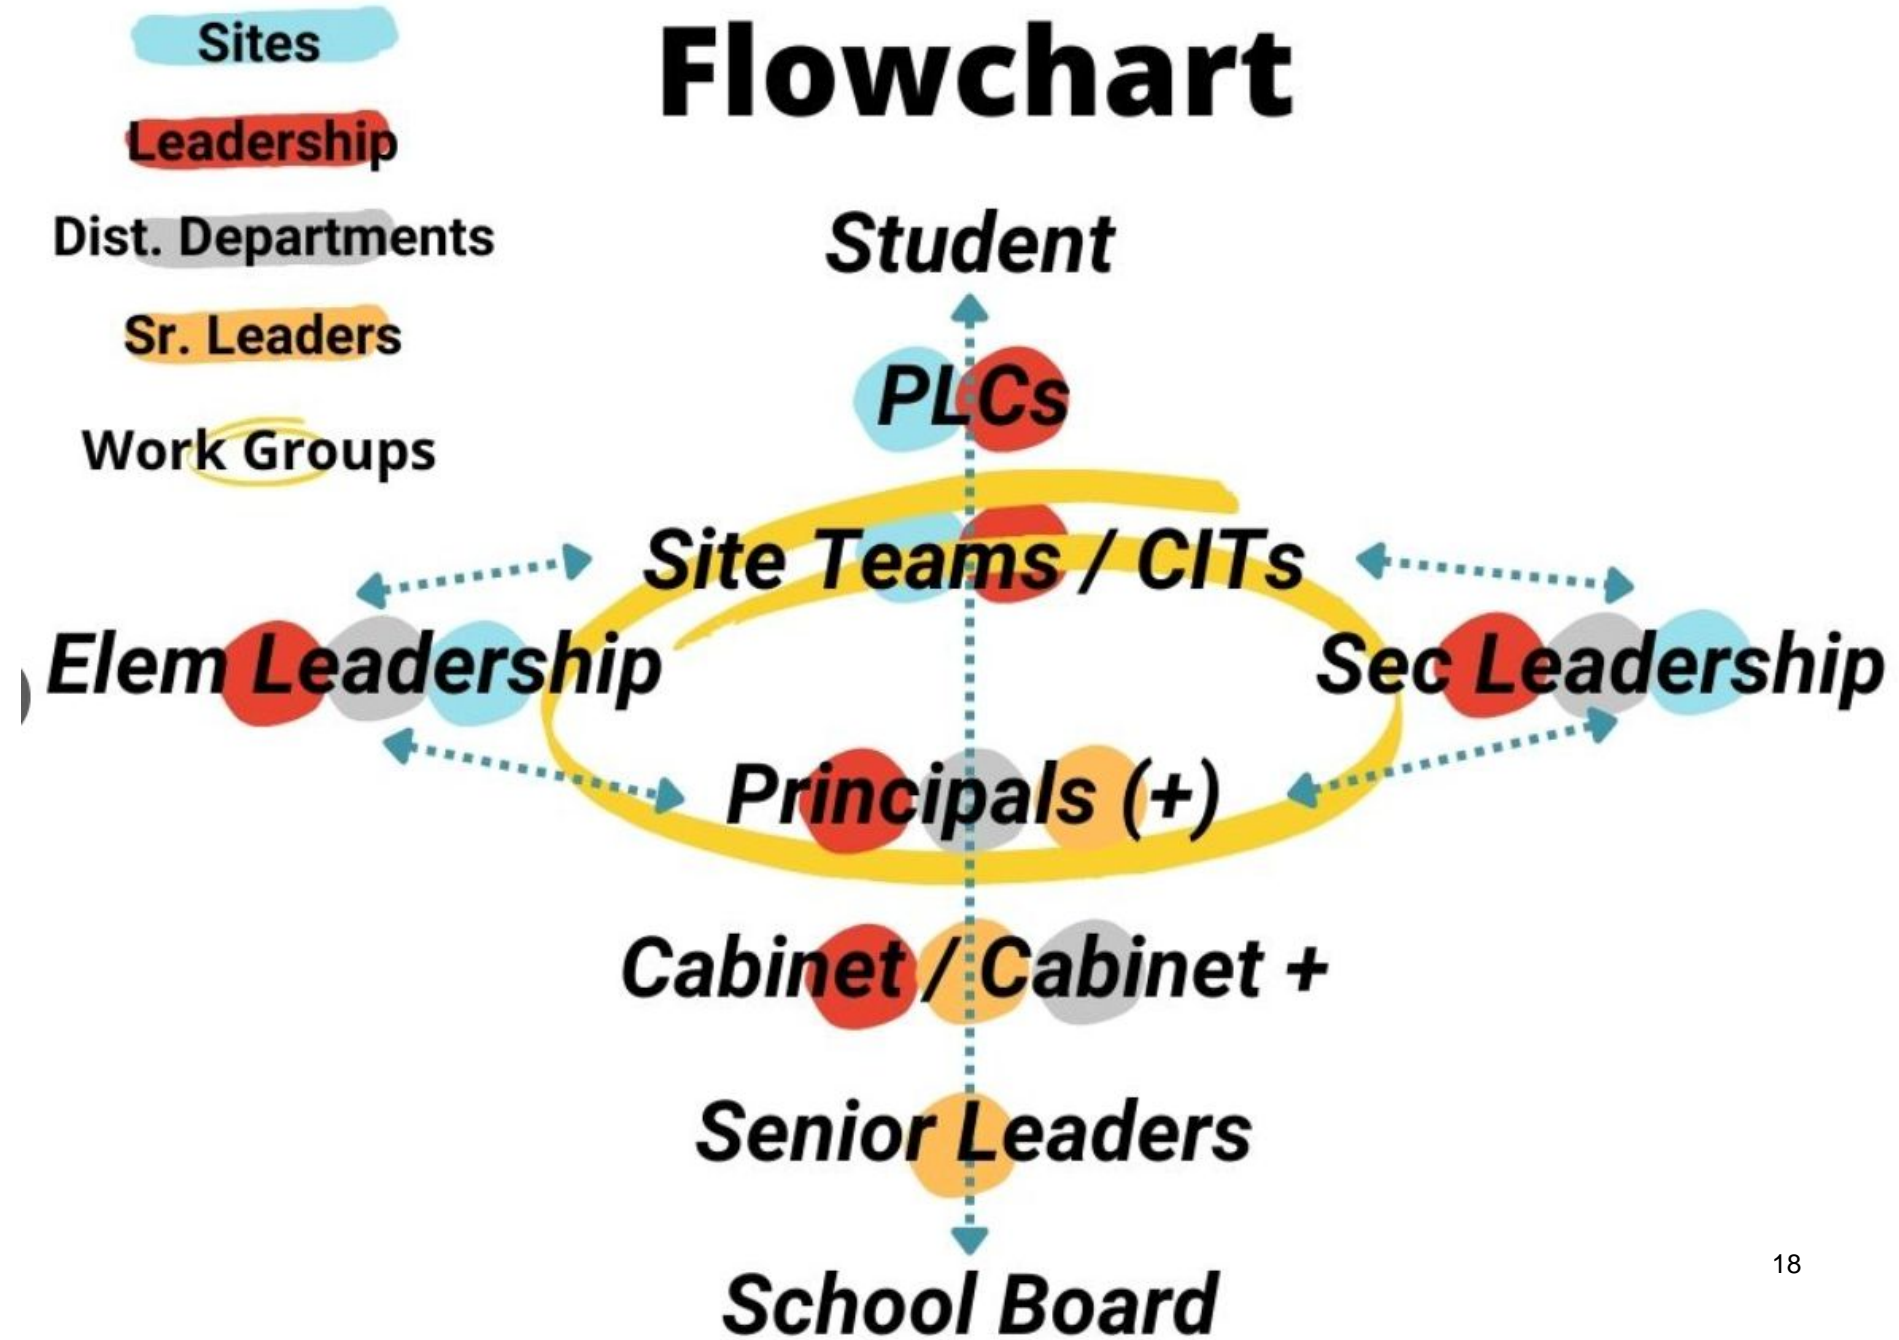 Flowchart
Sites
Leadership
Dist. Departments
Sr. Leaders
Work Groups
Student
PLCs
Site Teams / CITs
Elem Leadership
Sec Leadership
Principals (+)
Cabinet / Cabinet +
Senior Leaders
School Board
18